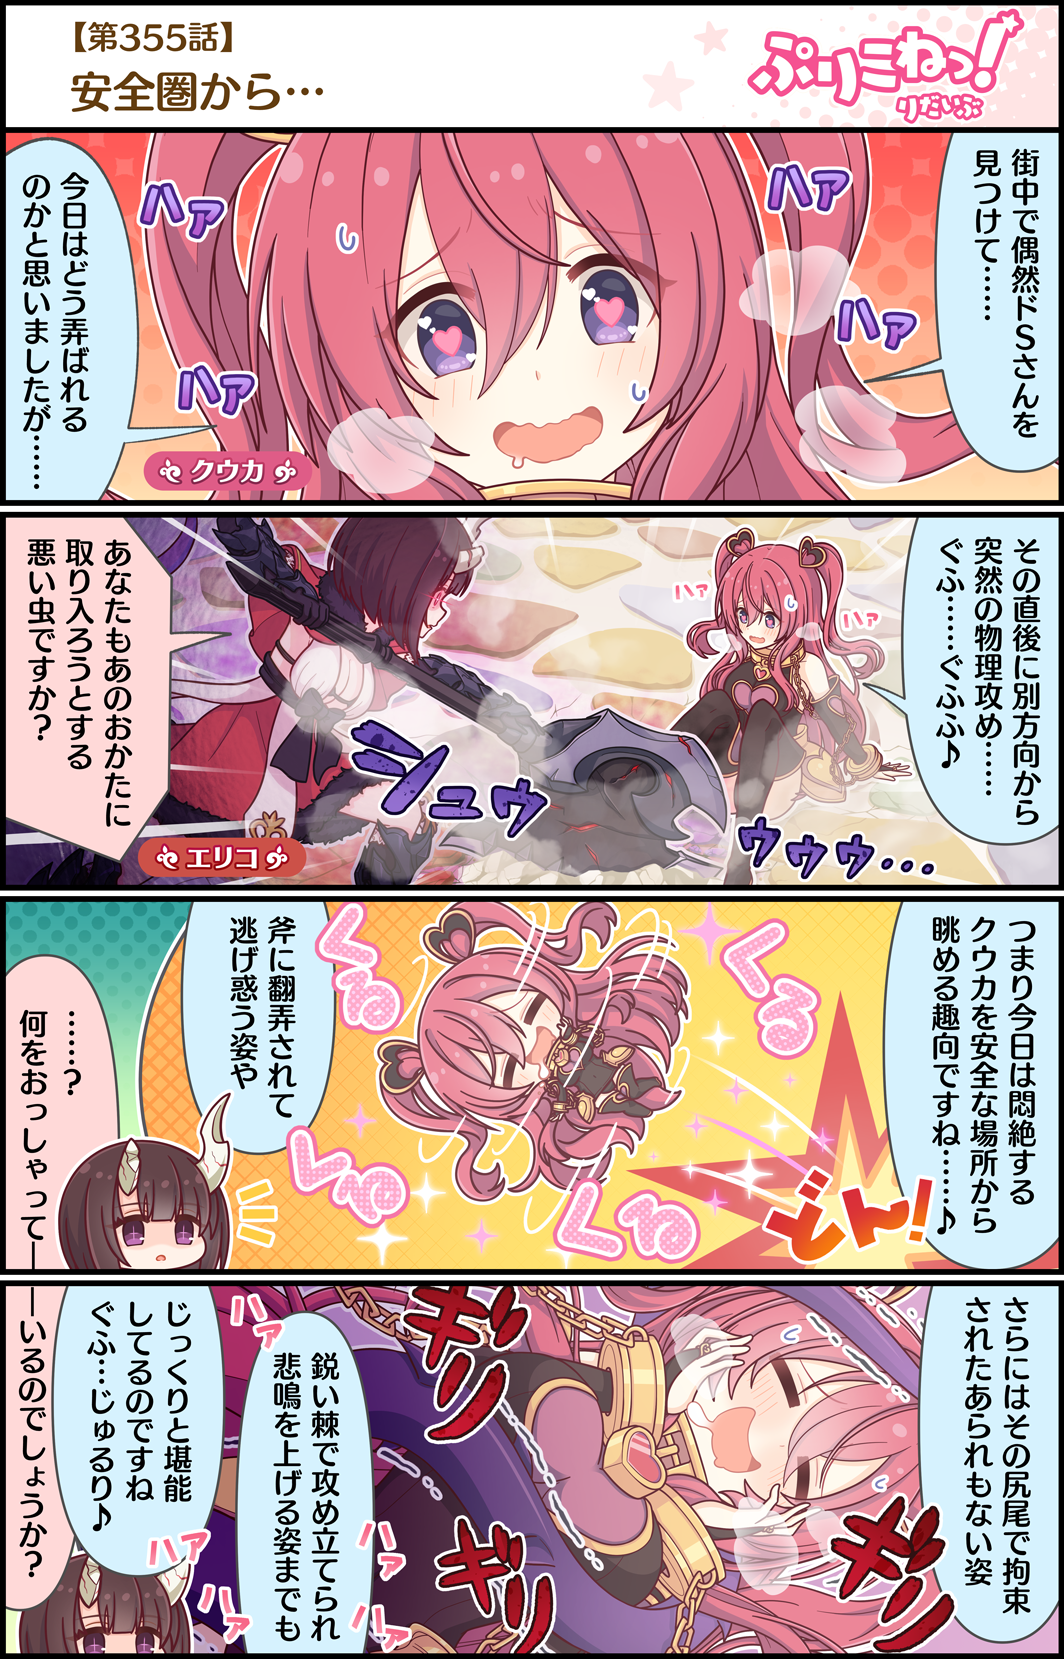 【第355話】
安全圏から…
ぷりこねっ!
りだいぶ
街中で偶然ドSさんを
見つけて……
ハァ
ハァ
ハァ
ハァ
今日はどう弄ばれる
のかと思いましたが……
クウカ
その直後に別方向から
突然の物理攻め……
ぐふ……ぐふふ♪
ハァ
ハァ
シュゥ
ゥゥゥ…
あなたもあのおかたに
取り入ろうとする
悪い虫ですか?
エリコ
つまり今日は悶絶する
クウカを安全な場所から
眺める趣向ですね……♪
どん!
くる
くる
くね
くね
斧に翻弄されて
逃げ惑う姿や
……?
何をおっしゃって―
さらにはその尻尾で拘束
されたあられもない姿
ギリ
ギリ
ギリ
鋭い棘で攻め立てられ
悲鳴を上げる姿までも
ハァ
ハァ
ハァ
ハァ
ハァ
じっくりと堪能
してるのですね
ぐふ…じゅるり♪
―いるのでしょうか?